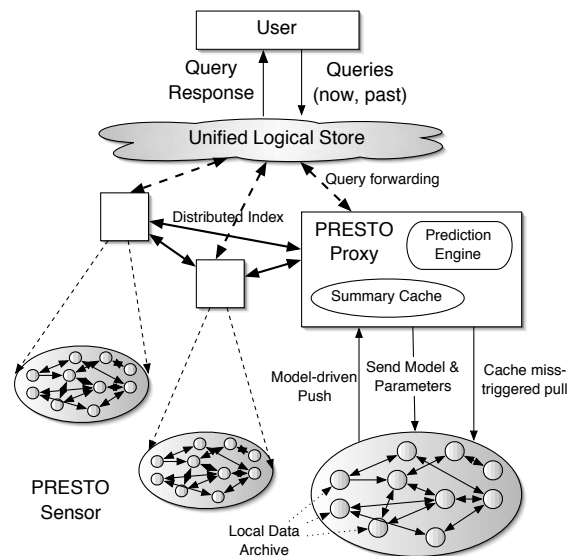 User
Query
Response
Queries
(now, past)
Unified Logical Store
Query forwarding
Distributed Index
PRESTO
Proxy
Prediction
Engine
Summary Cache
Model-driven
Push
Send Model &
Parameters
Cache miss-
triggered pull
PRESTO
Sensor
Local Data
Archive